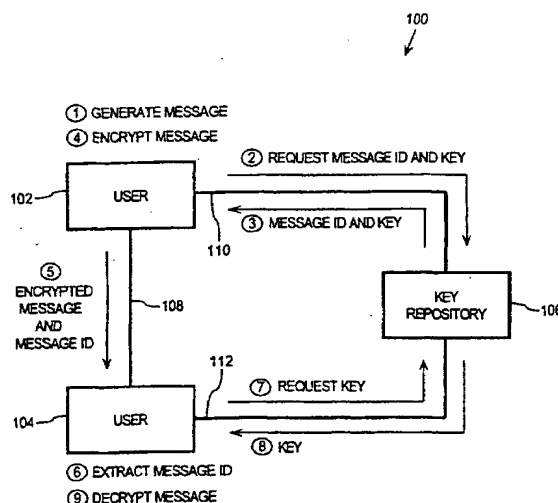 100
① GENERATE MESSAGE
④ ENCRYPT MESSAGE
② REQUEST MESSAGE ID AND KEY
102
USER
110
③ MESSAGE ID AND KEY
⑤
ENCRYPTED
MESSAGE
AND
MESSAGE ID
108
KEY
REPOSITORY
106
112
⑦ REQUEST KEY
104
USER
⑧ KEY
⑥ EXTRACT MESSAGE ID
⑨ DECRYPT MESSAGE